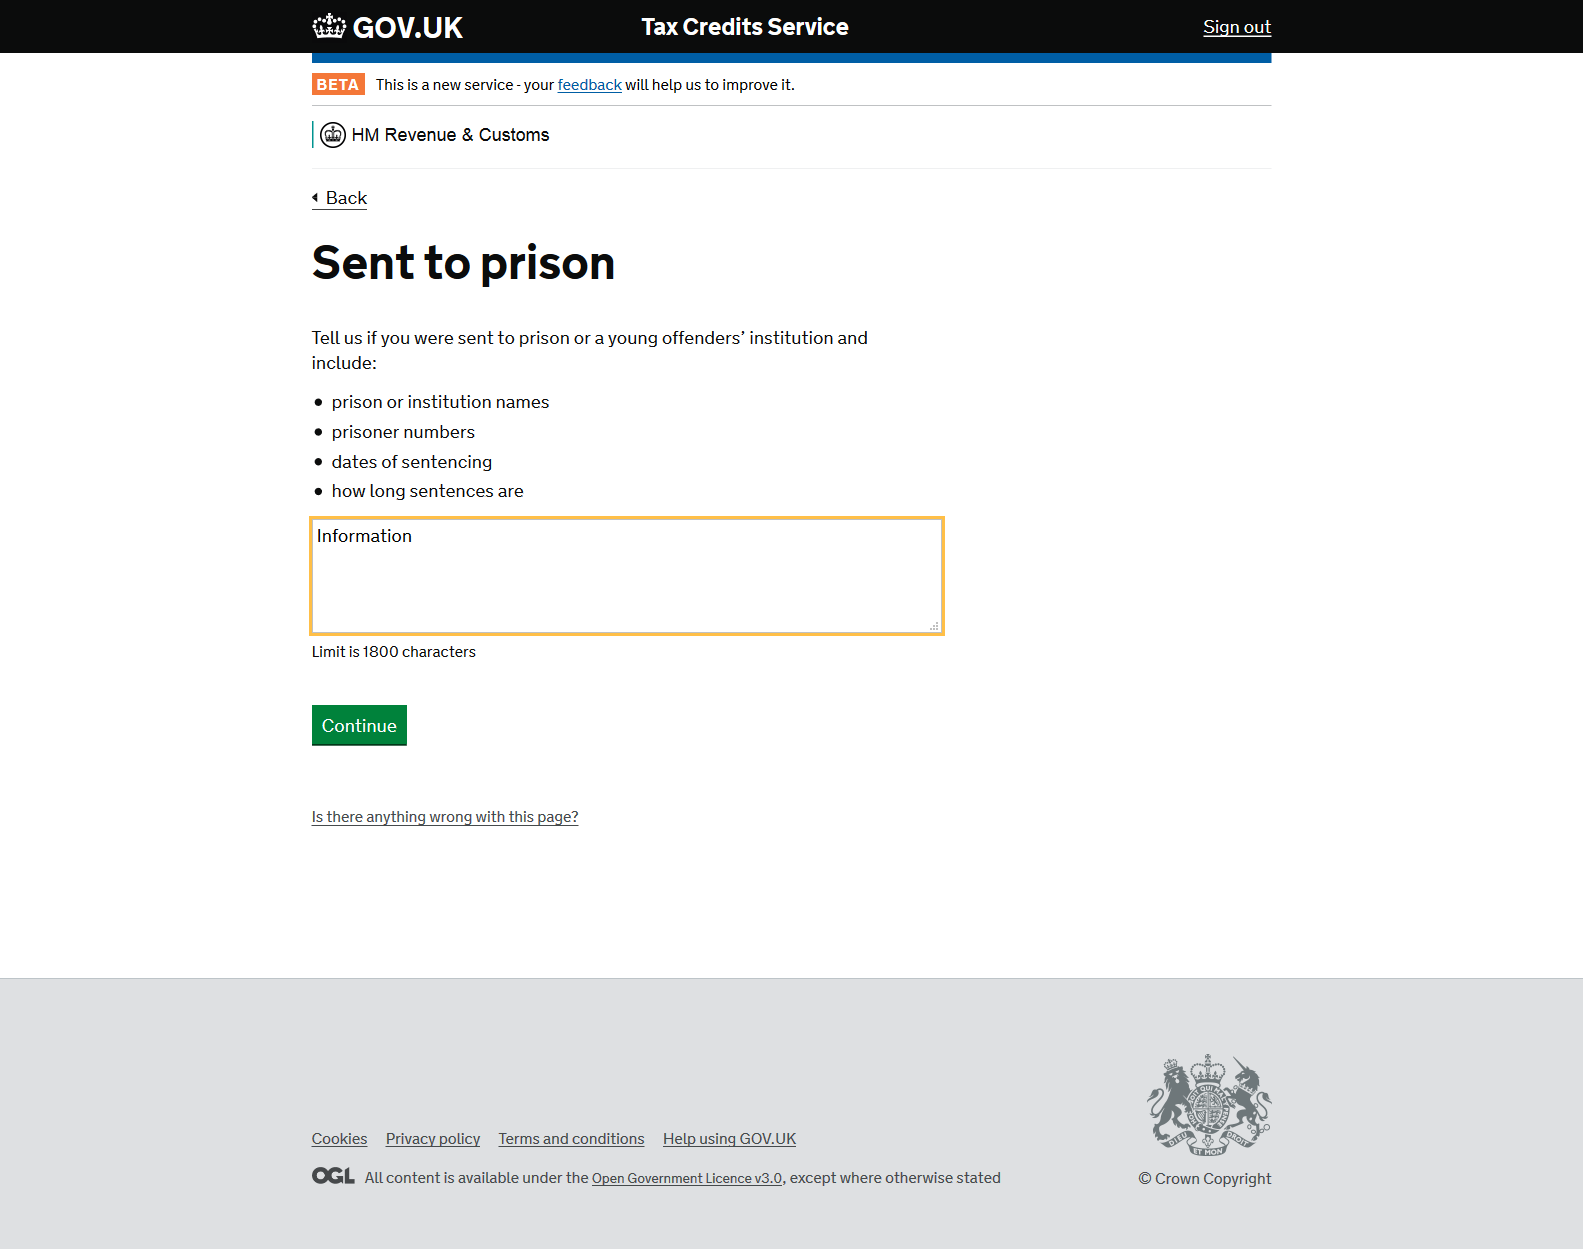 GOV.UK
Tax Credits Service
Sign out
BETA This is a new service - your feedback will help us to improve it.
HM Revenue & Customs
Back
Sent to prison
Tell us if you were sent to prison or a young offenders’ institution and
include:
prison or institution names
prisoner numbers
dates of sentencing
how long sentences are
Information
Limit is 1800 characters
Continue
Is there anything wrong with this page?
Cookies Privacy policy Terms and conditions Help using GOV.UK
OGL All content is available under the Open Government Licence v3.0, except where otherwise stated
DIEU ET MON DROIT
© Crown Copyright